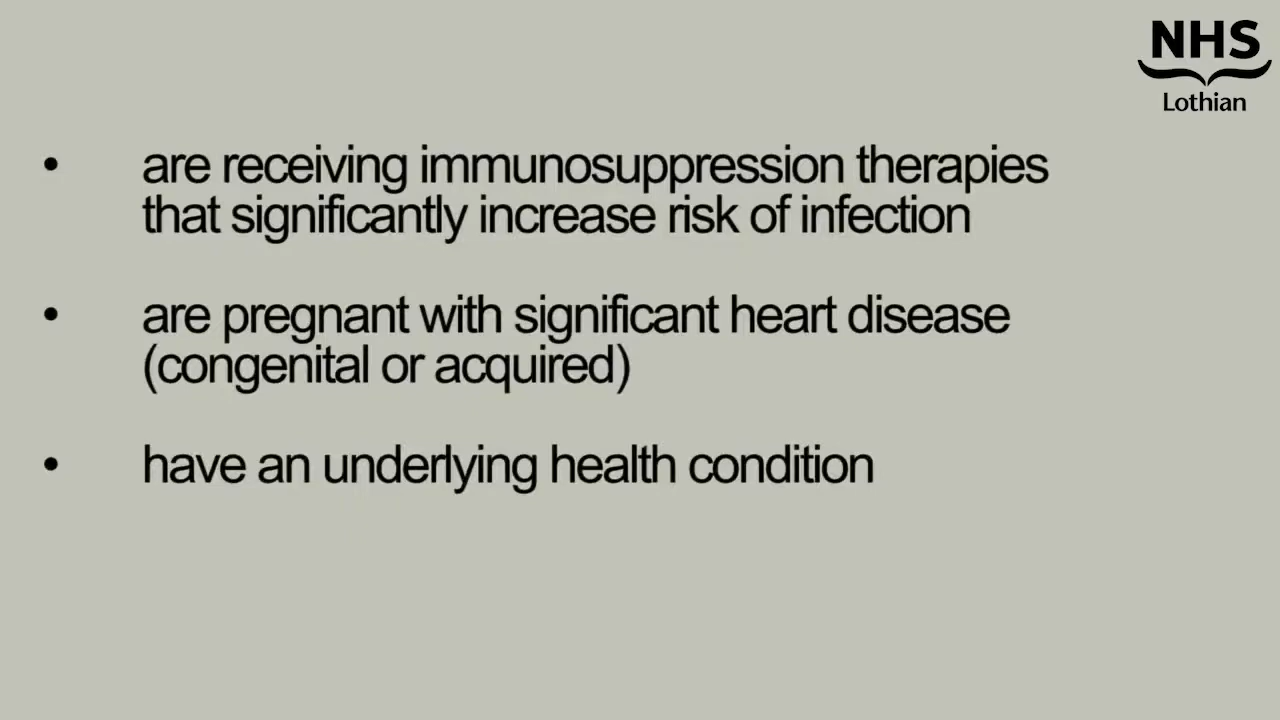 NHS
Lothian
• are receiving immunosuppression therapies
that significantly increase risk of infection
• are pregnant with significant heart disease
(congenital or acquired)
• have an underlying health condition